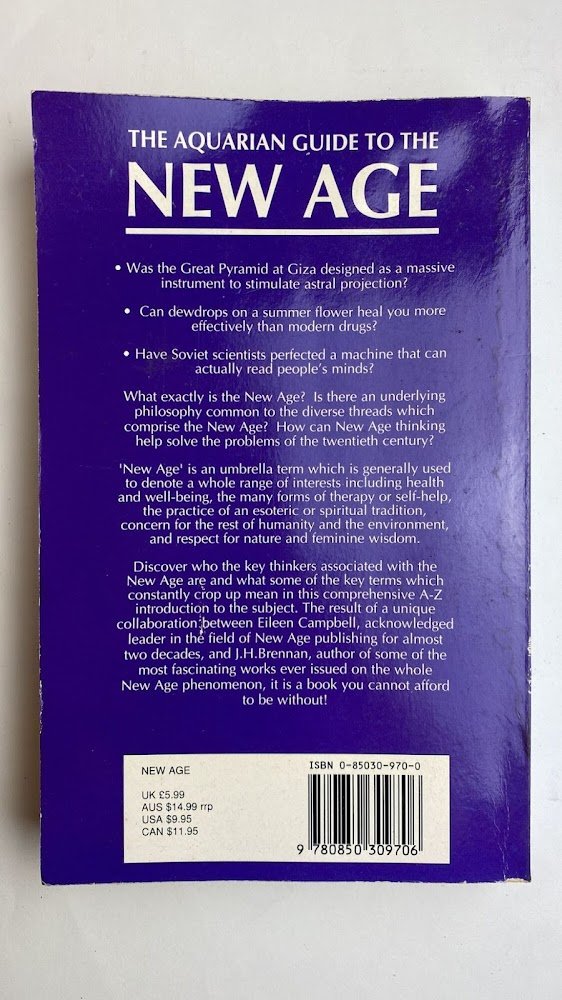 THE AQUARIAN GUIDE TO THE
NEW AGE
• Was the Great Pyramid at Giza designed as a massive
instrument to stimulate astral projection?
• Can dewdrops on a summer flower heal you more
effectively than modern drugs?
• Have Soviet scientists perfected a machine that can
actually read people's minds?
What exactly is the New Age? Is there an underlying
philosophy common to the diverse threads which
comprise the New Age? How can New Age thinking
help solve the problems of the twentieth century?
'New Age' is an umbrella term which is generally used
to denote a whole range of interests including health
and well-being, the many forms of therapy or self-help,
the practice of an esoteric or spiritual tradition,
concern for the rest of humanity and the environment,
and respect for nature and feminine wisdom.
Discover who the key thinkers associated with the
New Age are and what some of the key terms which
constantly crop up mean in this comprehensive A-Z
introduction to the subject. The result of a unique
collaboration between Eileen Campbell, acknowledged
leader in the field of New Age publishing for almost
two decades, and J.H.Brennan, author of some of the
most fascinating works ever issued on the whole
New Age phenomenon, it is a book you cannot afford
to be without!
NEW AGE
UK £5.99
AUS $14.99 rrp
USA $9.95
CAN $11.95
ISBN 0-85030-970-0
9 780850 309706